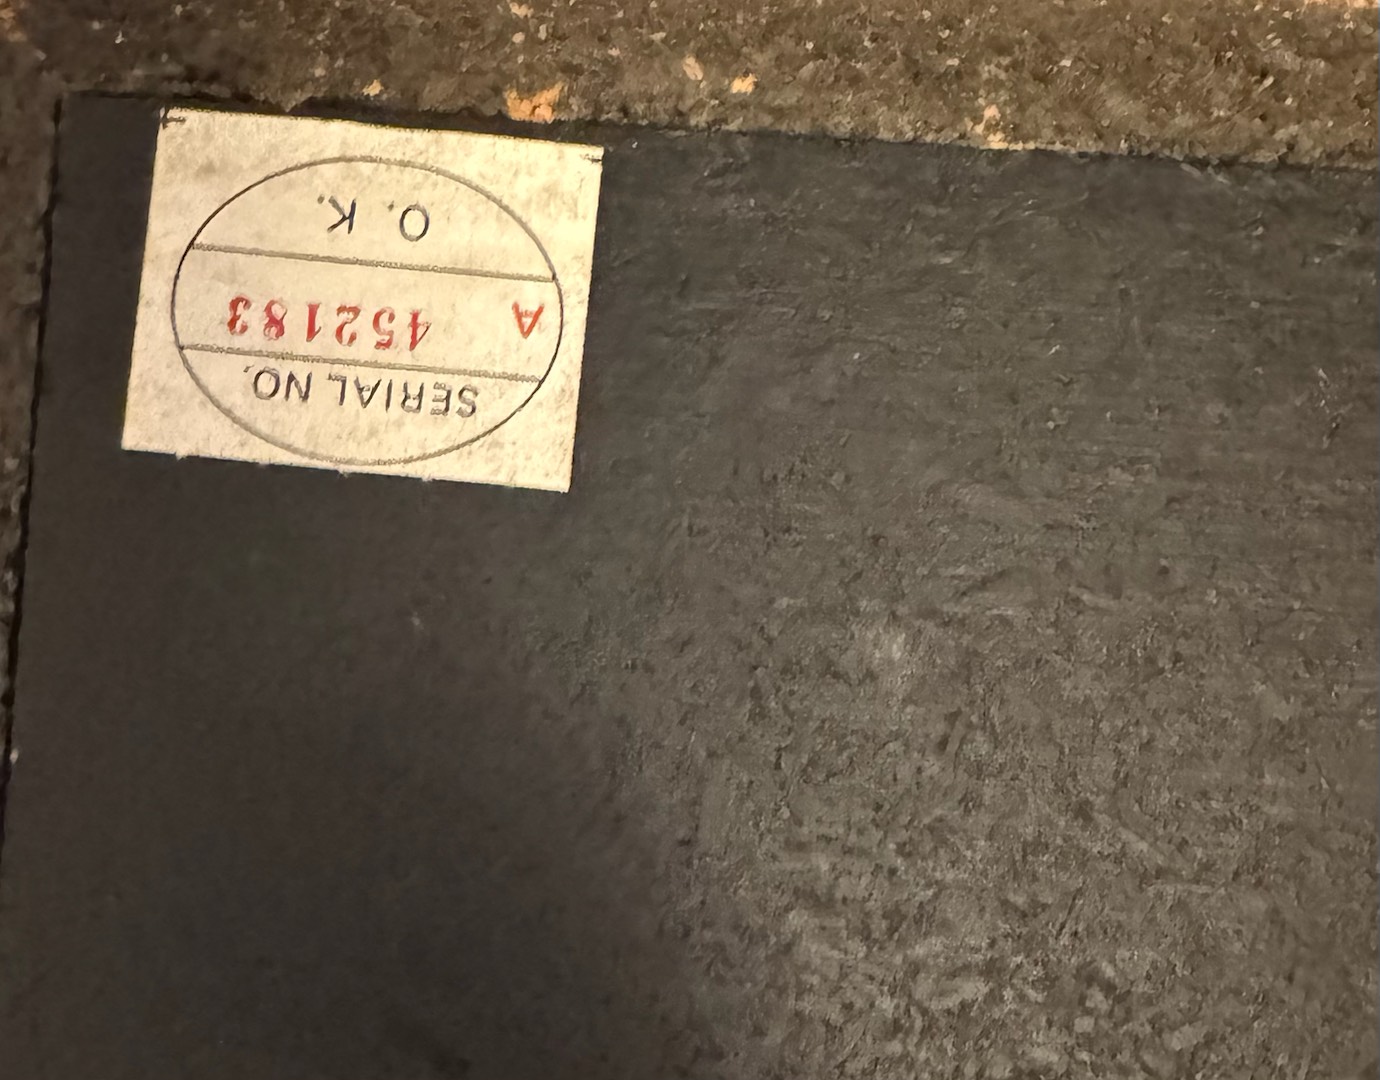 SERIAL NO.
A 452183
O. K.